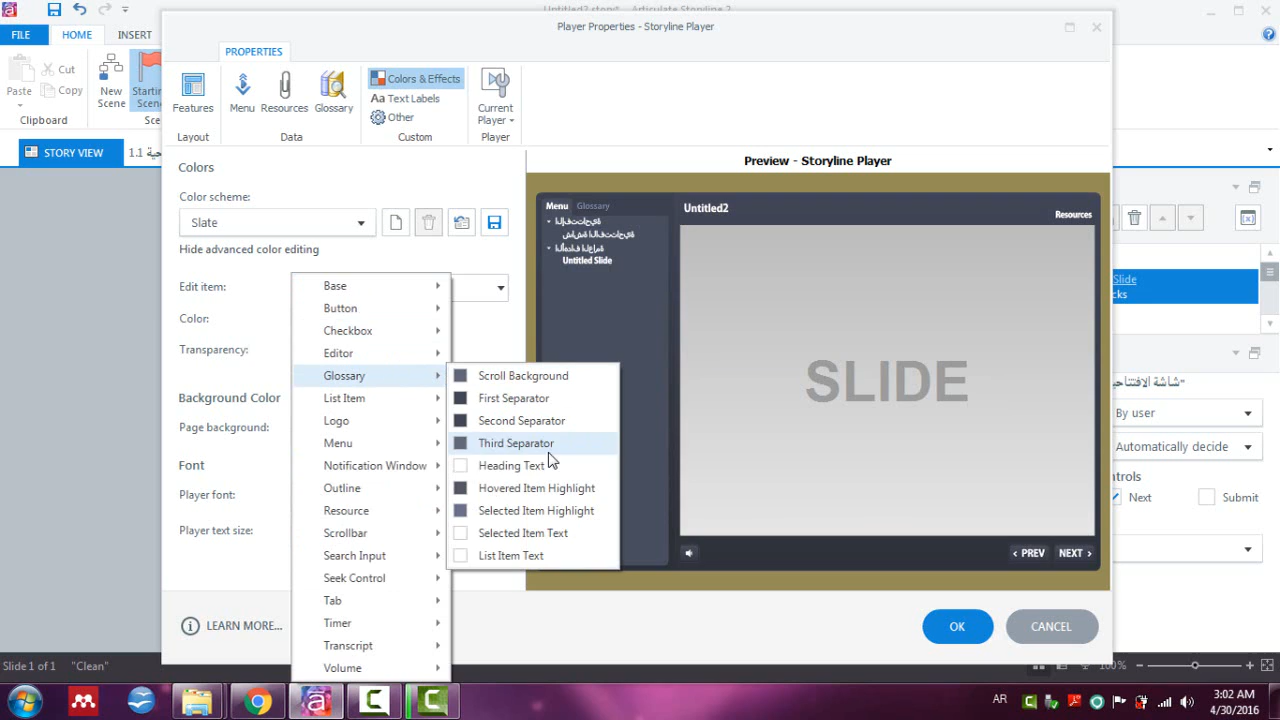 Untitled2.story* - Articulate Storyline 2
FILE
HOME
INSERT
Paste
Cut
Copy
Clipboard
New
Scene
Starting
Scene
Player Properties - Storyline Player
PROPERTIES
Features
Layout
Menu
Resources
Glossary
Data
Colors & Effects
Aa Text Labels
Other
Custom
Current
Player
Player
STORY VIEW
1.1
Colors
Color scheme:
Slate
Hide advanced color editing
Edit item:
Color:
Transparency:
Background Color
Page background:
Font
Player font:
Player text size:
LEARN MORE...
Base
Button
Checkbox
Editor
Glossary
List Item
Logo
Menu
Notification Window
Outline
Resource
Scrollbar
Search Input
Seek Control
Tab
Timer
Transcript
Volume
Scroll Background
First Separator
Second Separator
Third Separator
Heading Text
Hovered Item Highlight
Selected Item Highlight
Selected Item Text
List Item Text
Preview - Storyline Player
Menu
Glossary
Untitled2
Resources
Untitled Slide
SLIDE
PREV
NEXT
OK
CANCEL
Slide
شاشة الافتتاحية"
By user
Automatically decide
Next
Submit
Slide 1 of 1
"Clean"
100%
AR
3:02 AM
4/30/2016